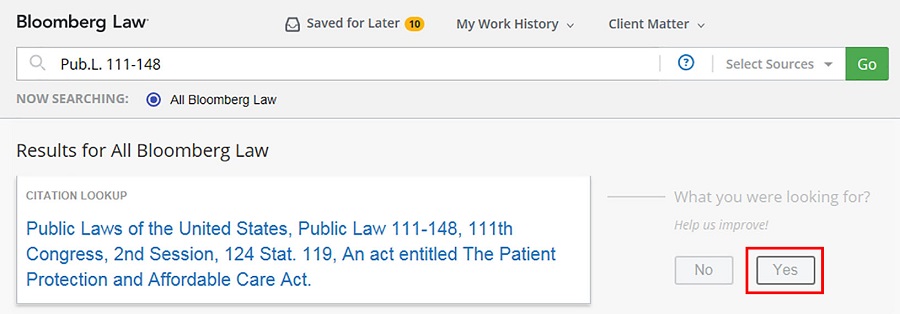 Bloomberg Law®
Saved for Later 10 My Work History Client Matter
Pub.L. 111-148 ? Select Sources Go
NOW SEARCHING: All Bloomberg Law
Results for All Bloomberg Law
CITATION LOOKUP
Public Laws of the United States, Public Law 111-148, 111th
Congress, 2nd Session, 124 Stat. 119, An act entitled The Patient
Protection and Affordable Care Act.
What you were looking for?
Help us improve!
No Yes